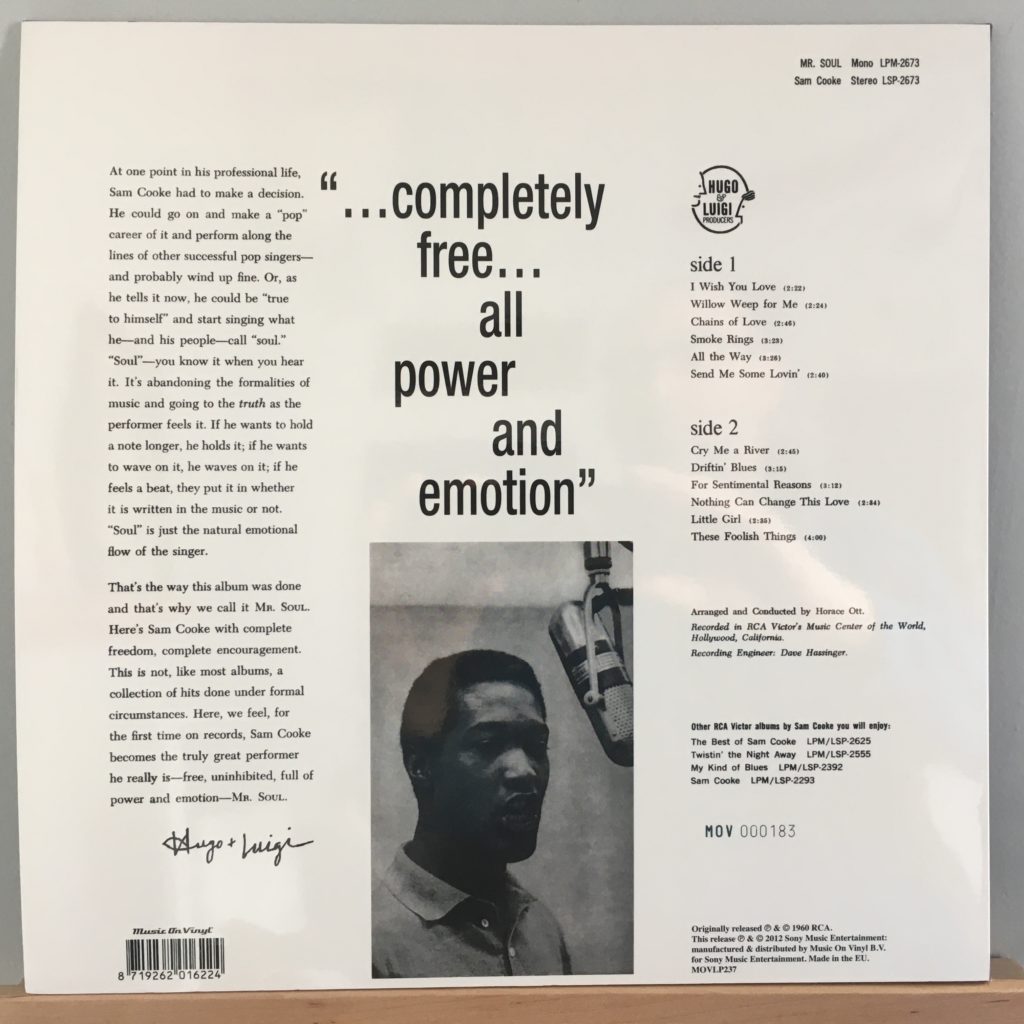 MR. SOUL Mono LPM-2673
Sam Cooke Stereo LSP-2673
At one point in his professional life,
Sam Cooke had to make a decision.
He could go on and make a “pop”
career of it and perform along the
lines of other successful pop singers—
and probably wind up fine. Or, as
he tells it now, he could be “true
to himself” and start singing what
he—and his people—call “soul.”
“Soul”—you know it when you hear
it. It’s abandoning the formalities of
music and going to the truth as the
performer feels it. If he wants to hold
a note longer, he holds it; if he wants
to wave on it, he waves on it; if he
feels a beat, they put it in whether
it is written in the music or not.
“Soul” is just the natural emotional
flow of the singer.
That’s the way this album was done
and that’s why we call it MR. SOUL.
Here’s Sam Cooke with complete
freedom, complete encouragement.
This is not, like most albums, a
collection of hits done under formal
circumstances. Here, we feel, for
the first time on records, Sam Cooke
becomes the truly great performer
he really is—free, uninhibited, full of
power and emotion—MR. SOUL.
Hugo + Luigi
“...completely
free...
all
power
and
emotion”
HUGO
&
LUIGI
PRODUCERS
side 1
I Wish You Love (2:22)
Willow Weep for Me (2:24)
Chains of Love (2:46)
Smoke Rings (3:23)
All the Way (3:26)
Send Me Some Lovin’ (2:40)
side 2
Cry Me a River (2:45)
Driftin’ Blues (3:15)
For Sentimental Reasons (3:12)
Nothing Can Change This Love (2:34)
Little Girl (2:35)
These Foolish Things (4:00)
Arranged and Conducted by Horace Ott.
Recorded in RCA Victor’s Music Center of the World,
Hollywood, California.
Recording Engineer: Dave Hassinger.
Other RCA Victor albums by Sam Cooke you will enjoy:
The Best of Sam Cooke LPM/LSP-2625
Twistin’ the Night Away LPM/LSP-2555
My Kind of Blues LPM/LSP-2392
Sam Cooke LPM/LSP-2293
MOV 000183
Music On Vinyl
8 719262 016224
Originally released ℗ & © 1960 RCA.
This release ℗ & © 2012 Sony Music Entertainment:
manufactured & distributed by Music On Vinyl B.V.
for Sony Music Entertainment. Made in the EU.
MOVLP237